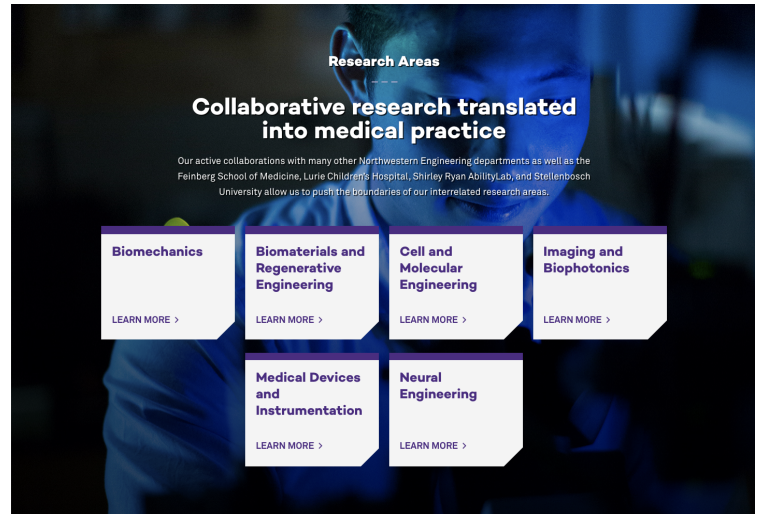 Research Areas
Collaborative research translated
into medical practice
Our active collaborations with many other Northwestern Engineering departments as well as the
Feinberg School of Medicine, Lurie Children's Hospital, Shirley Ryan AbilityLab, and Stellenbosch
University allow us to push the boundaries of our interrelated research areas.
Biomechanics
LEARN MORE >
Biomaterials and
Regenerative
Engineering
LEARN MORE >
Cell and
Molecular
Engineering
LEARN MORE >
Imaging and
Biophotonics
LEARN MORE >
Medical Devices
and
Instrumentation
LEARN MORE >
Neural
Engineering
LEARN MORE >